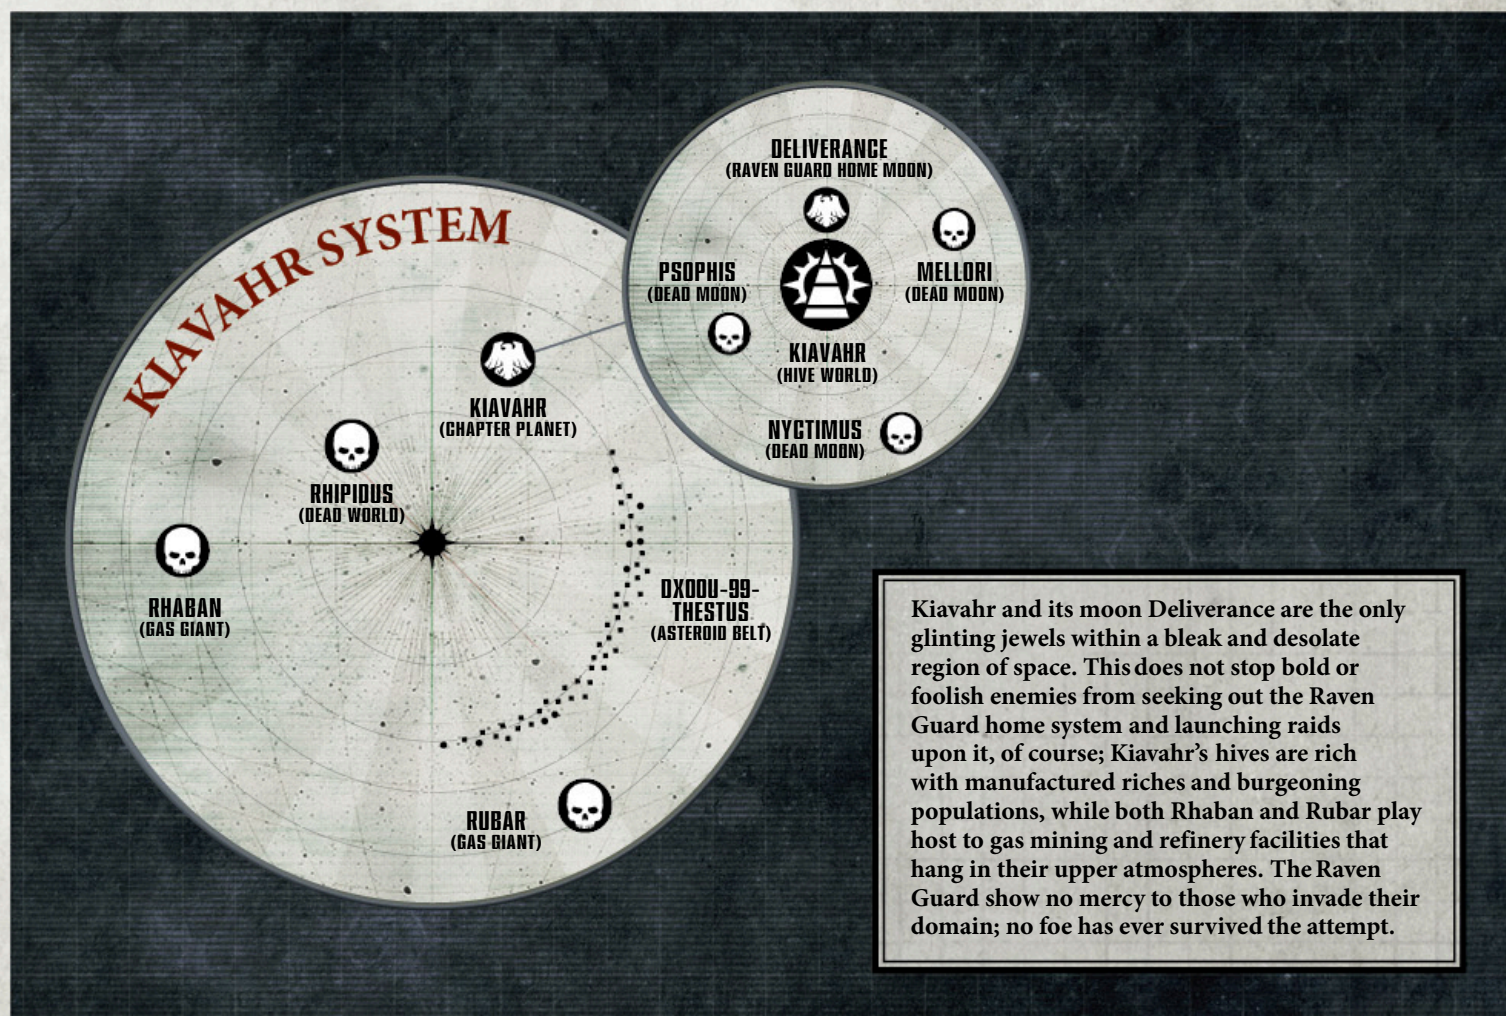 KIAVAHR SYSTEM
DELIVERANCE
(RAVEN GUARD HOME MOON)
PSOPHIS
(DEAD MOON)
MELLORI
(DEAD MOON)
KIAVAHR
(HIVE WORLD)
NYCTIMUS
(DEAD MOON)
KIAVAHR
(CHAPTER PLANET)
RHIPIDUS
(DEAD WORLD)
RHABAN
(GAS GIANT)
DXOOU-99-
THESTUS
(ASTEROID BELT)
RUBAR
(GAS GIANT)
Kiavahr and its moon Deliverance are the only
glinting jewels within a bleak and desolate
region of space. This does not stop bold or
foolish enemies from seeking out the Raven
Guard home system and launching raids
upon it, of course; Kiavahr's hives are rich
with manufactured riches and burgeoning
populations, while both Rhaban and Rubar play
host to gas mining and refinery facilities that
hang in their upper atmospheres. The Raven
Guard show no mercy to those who invade their
domain; no foe has ever survived the attempt.